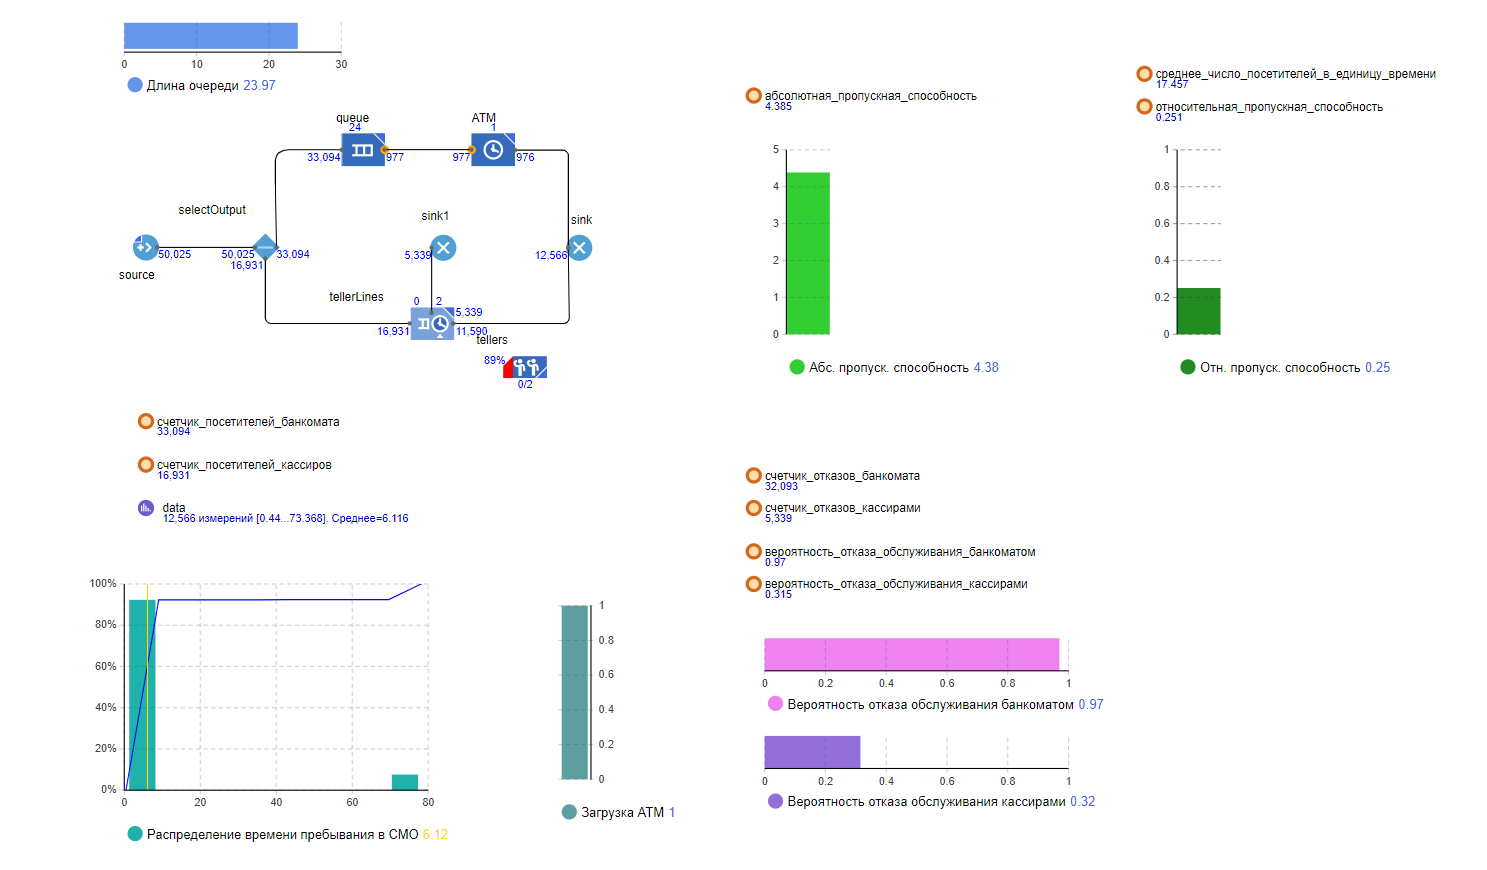 0 10 20 30
Длина очереди 23.97
queue
24
33,094
977
ATM
1
977
976
selectOutput
source
50,025
50,025
33,094
16,931
sink1
5,339
sink
12,566
tellerLines
0 2
5,339
16,931
11,590
tellers
89%
0/2
счетчик_посетителей_банкомата
33,094
счетчик_посетителей_кассиров
16,931
data
12,566 измерений [0.44...73.368]. Среднее=6.116
100%
80%
60%
40%
20%
0%
0 20 40 60 80
Распределение времени пребывания в СМО 6.12
1
0.8
0.6
0.4
0.2
0
Загрузка ATM 1
абсолютная_пропускная_способность
4.385
5
4
3
2
1
0
Абс. пропуск. способность 4.38
среднее_число_посетителей_в_единицу_времени
17.457
относительная_пропускная_способность
0.251
1
0.8
0.6
0.4
0.2
0
Отн. пропуск. способность 0.25
счетчик_отказов_банкомата
32,093
счетчик_отказов_кассирами
5,339
вероятность_отказа_обслуживания_банкоматом
0.97
вероятность_отказа_обслуживания_кассирами
0.315
0 0.2 0.4 0.6 0.8 1
Вероятность отказа обслуживания банкоматом 0.97
0 0.2 0.4 0.6 0.8 1
Вероятность отказа обслуживания кассирами 0.32